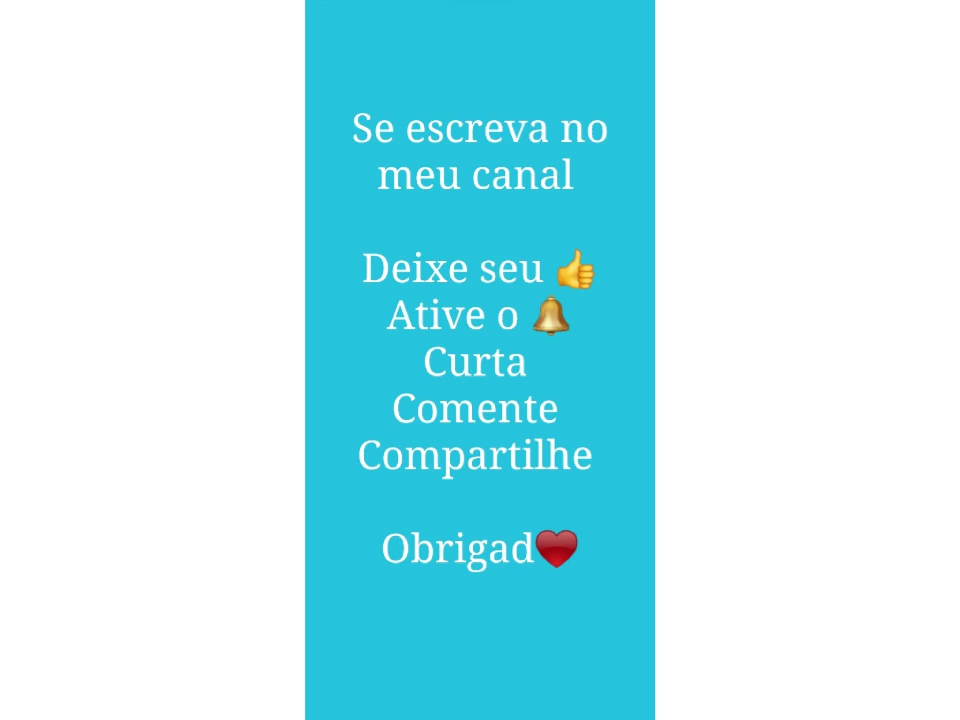 Se escreva no
meu canal
Deixe seu 👍
Ative o 🔔
Curta
Comente
Compartilhe
Obrigad❤️